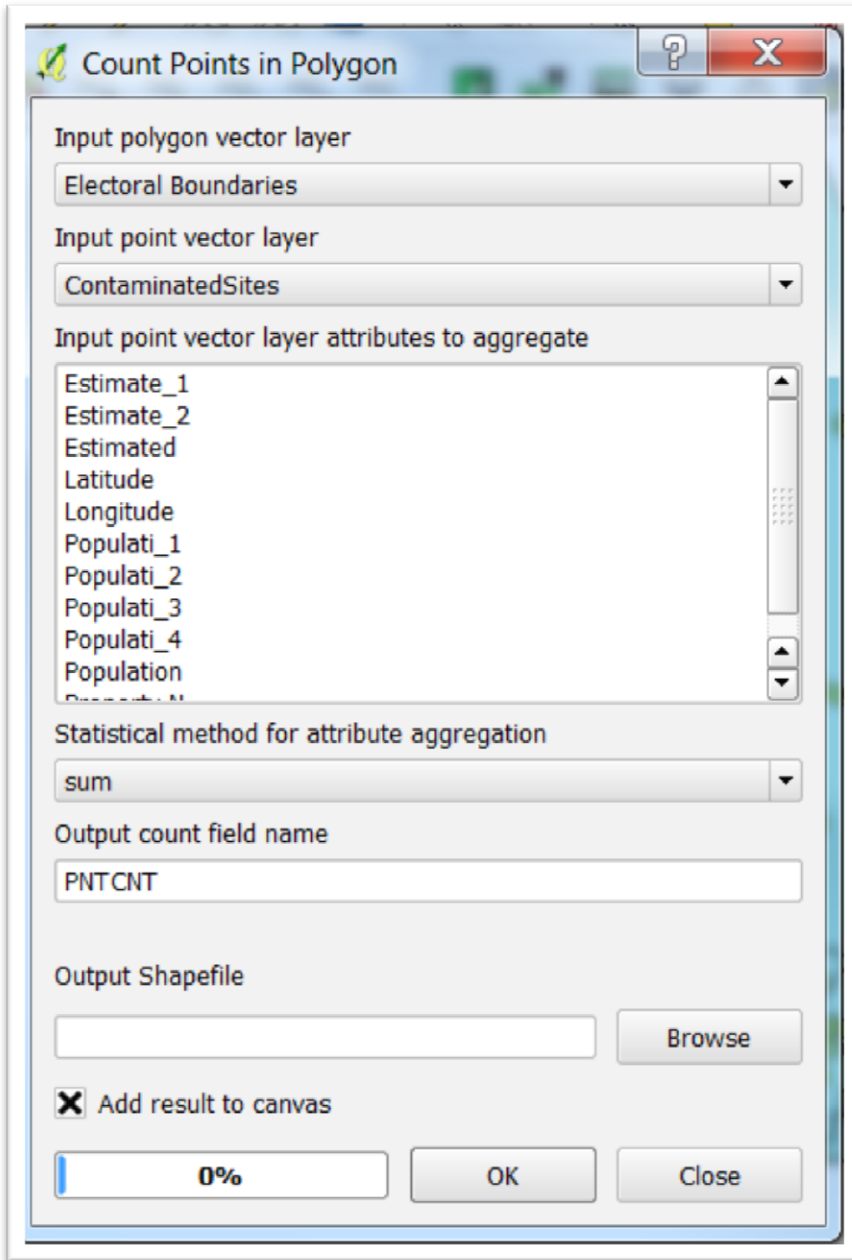 Count Points in Polygon
Input polygon vector layer
Electoral Boundaries
Input point vector layer
ContaminatedSites
Input point vector layer attributes to aggregate
Estimate_1
Estimate_2
Estimated
Latitude
Longitude
Populati_1
Populati_2
Populati_3
Populati_4
Population
Statistical method for attribute aggregation
sum
Output count field name
PNTCNT
Output Shapefile
Browse
Add result to canvas
0%
OK
Close